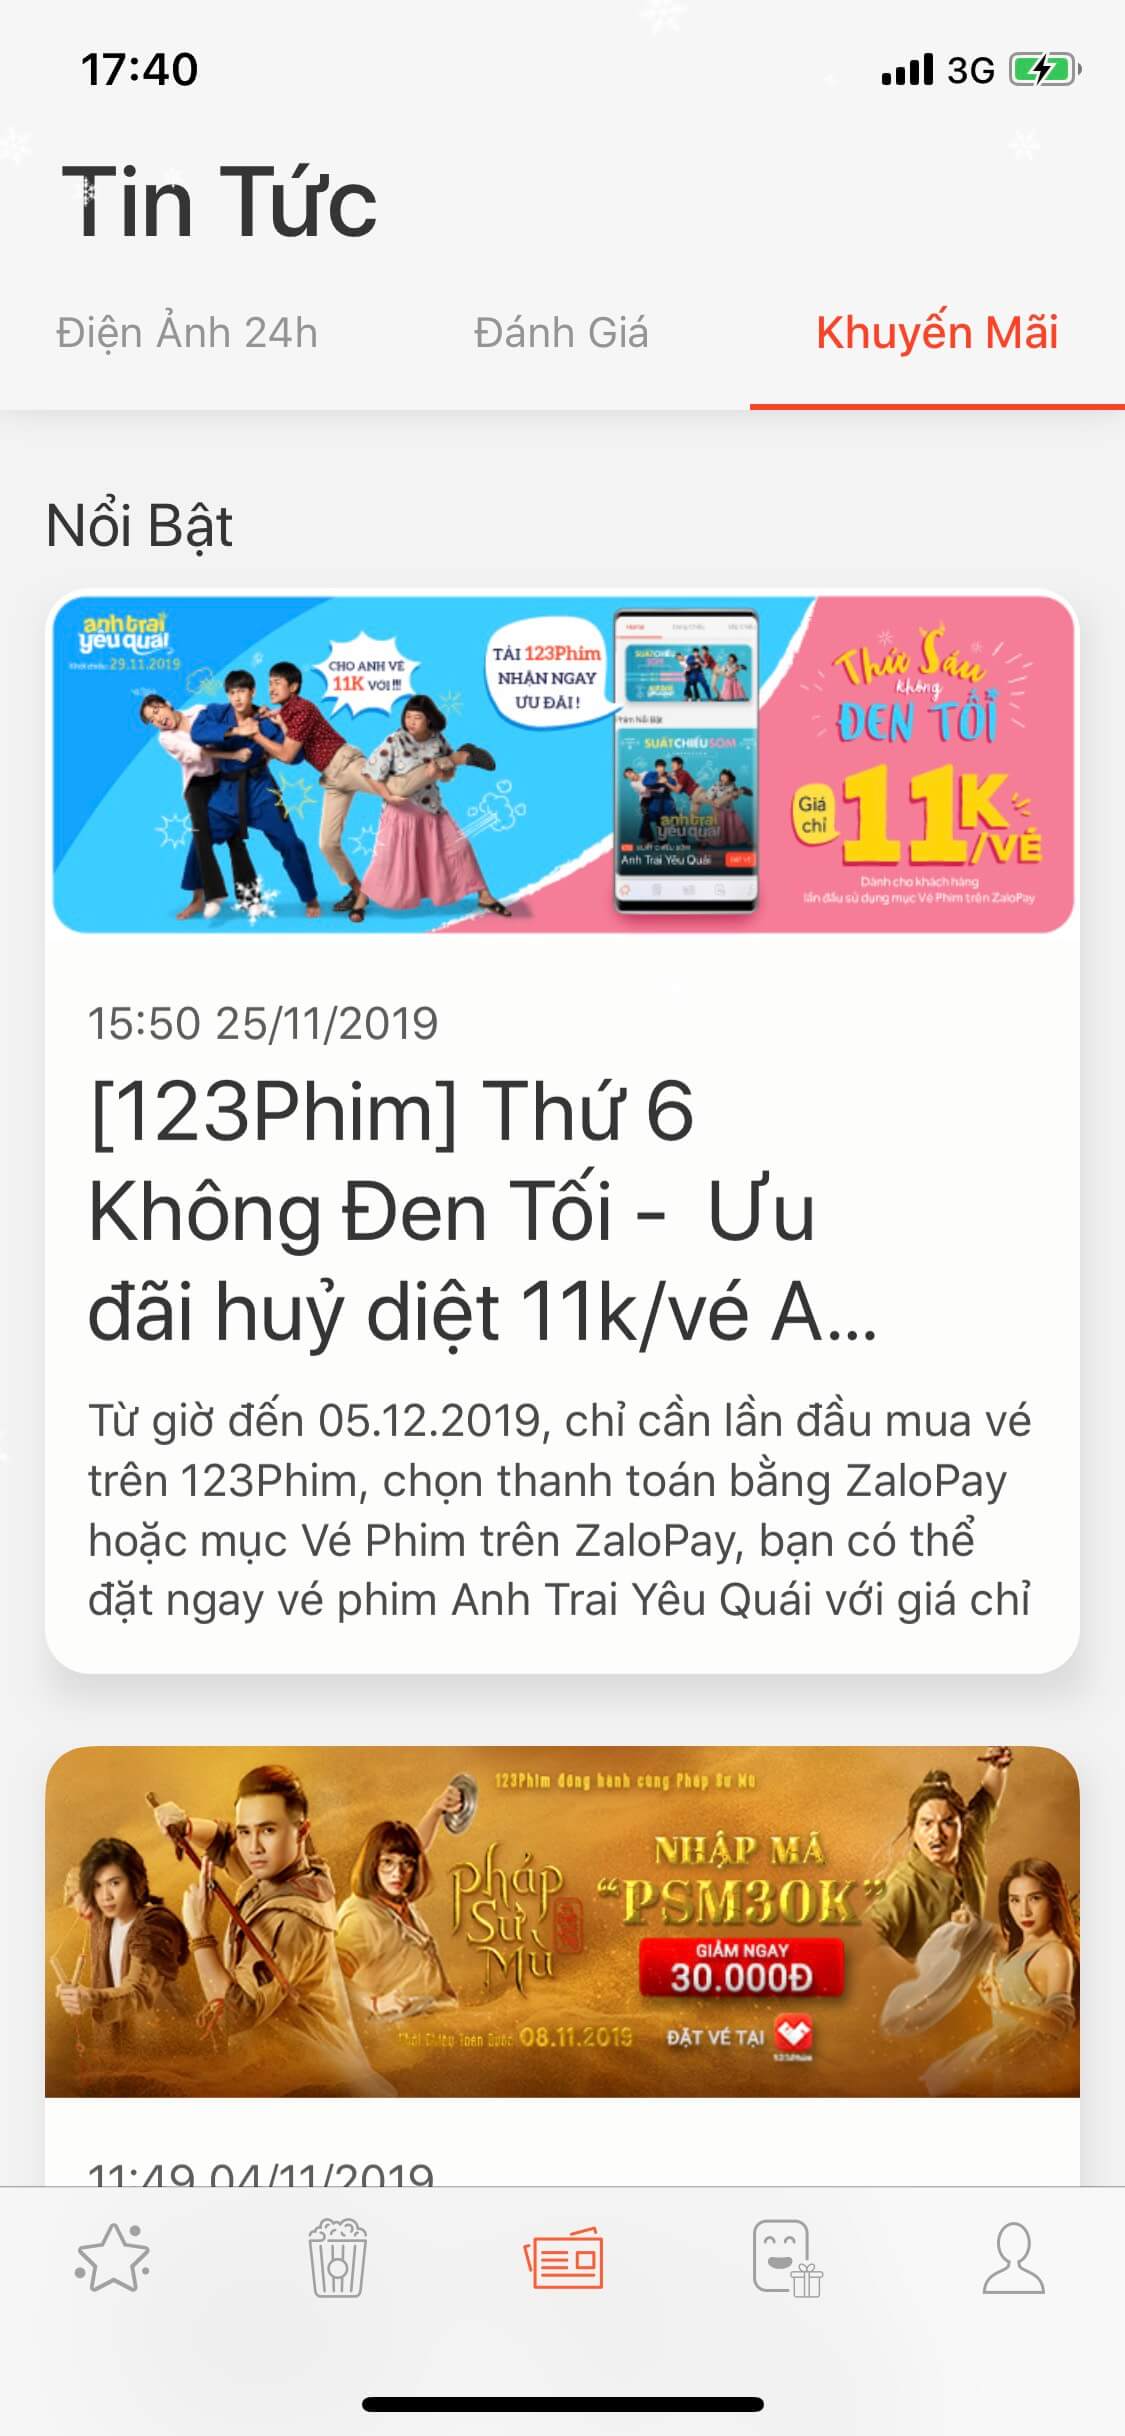 17:40
3G
Tin Tức
Điện Ảnh 24h
Đánh Giá
Khuyến Mãi
Nổi Bật
anh trai
yêu quái
29.11.2019
CHO ANH VÉ
11K VỚI!!!
TẢI 123Phim
NHẬN NGAY
ƯU ĐÃI!
Phim Nổi Bật
SUẤT CHIẾU SỚM
anh trai
yêu quái
Anh Trai Yêu Quái
Thứ Sáu
không
ĐEN TỐI
Giá
chỉ
11K
/VÉ
Dành cho khách hàng
lần đầu sử dụng mục Vé Phim trên ZaloPay
15:50 25/11/2019
[123Phim] Thứ 6
Không Đen Tối - Ưu
đãi huỷ diệt 11k/vé A...
Từ giờ đến 05.12.2019, chỉ cần lần đầu mua vé
trên 123Phim, chọn thanh toán bằng ZaloPay
hoặc mục Vé Phim trên ZaloPay, bạn có thể
đặt ngay vé phim Anh Trai Yêu Quái với giá chỉ
123Phim đồng hành cùng Pháp Sư Mù
Pháp
Sư
Mù
NHẬP MÃ
“PSM30K”
GIẢM NGAY
30.000Đ
Khởi Chiếu Toàn Quốc 08.11.2019
ĐẶT VÉ TẠI
123Phim
11:49 04/11/2019